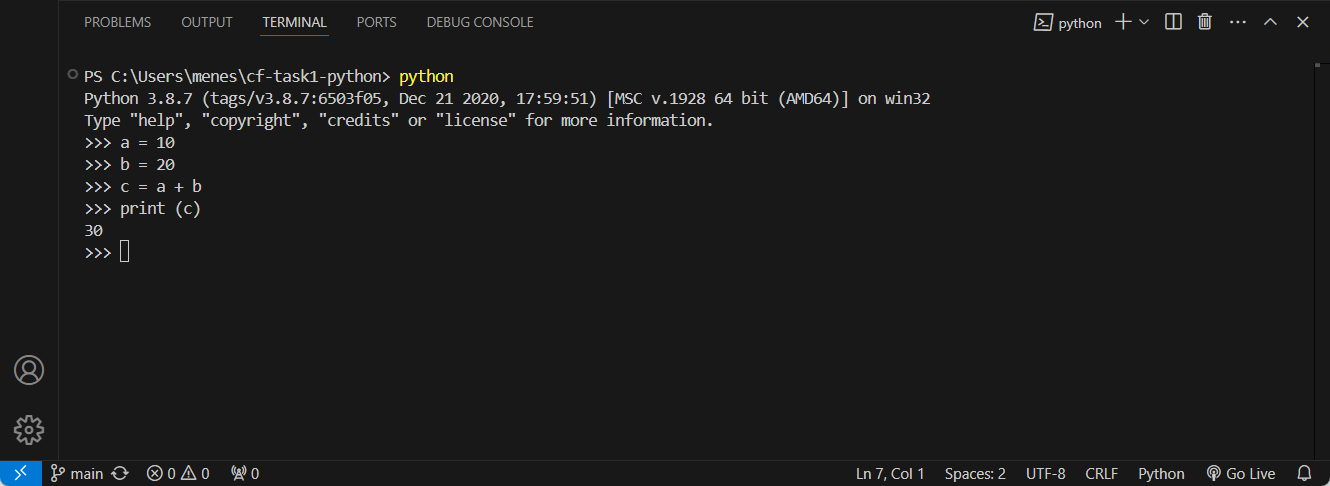 PROBLEMS OUTPUT TERMINAL PORTS DEBUG CONSOLE python
PS C:\Users\menes\cf-task1-python> python
Python 3.8.7 (tags/v3.8.7:6503f05, Dec 21 2020, 17:59:51) [MSC v.1928 64 bit (AMD64)] on win32
Type "help", "copyright", "credits" or "license" for more information.
>>> a = 10
>>> b = 20
>>> c = a + b
>>> print (c)
30
>>>
main 0 0 0 Ln 7, Col 1 Spaces: 2 UTF-8 CRLF Python Go Live